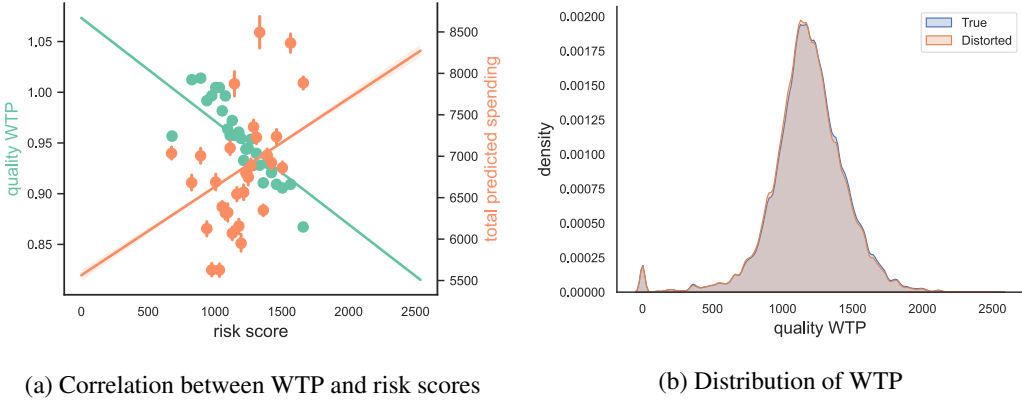 1.05
1.00
0.95
0.90
0.85
quality WTP
0 500 1000 1500 2000 2500
risk score
8500
8000
7500
7000
6500
6000
5500
total predicted spending
(a) Correlation between WTP and risk scores
0.00200
0.00175
0.00150
0.00125
0.00100
0.00075
0.00050
0.00025
0.00000
density
True
Distorted
0 500 1000 1500 2000 2500
quality WTP
(b) Distribution of WTP